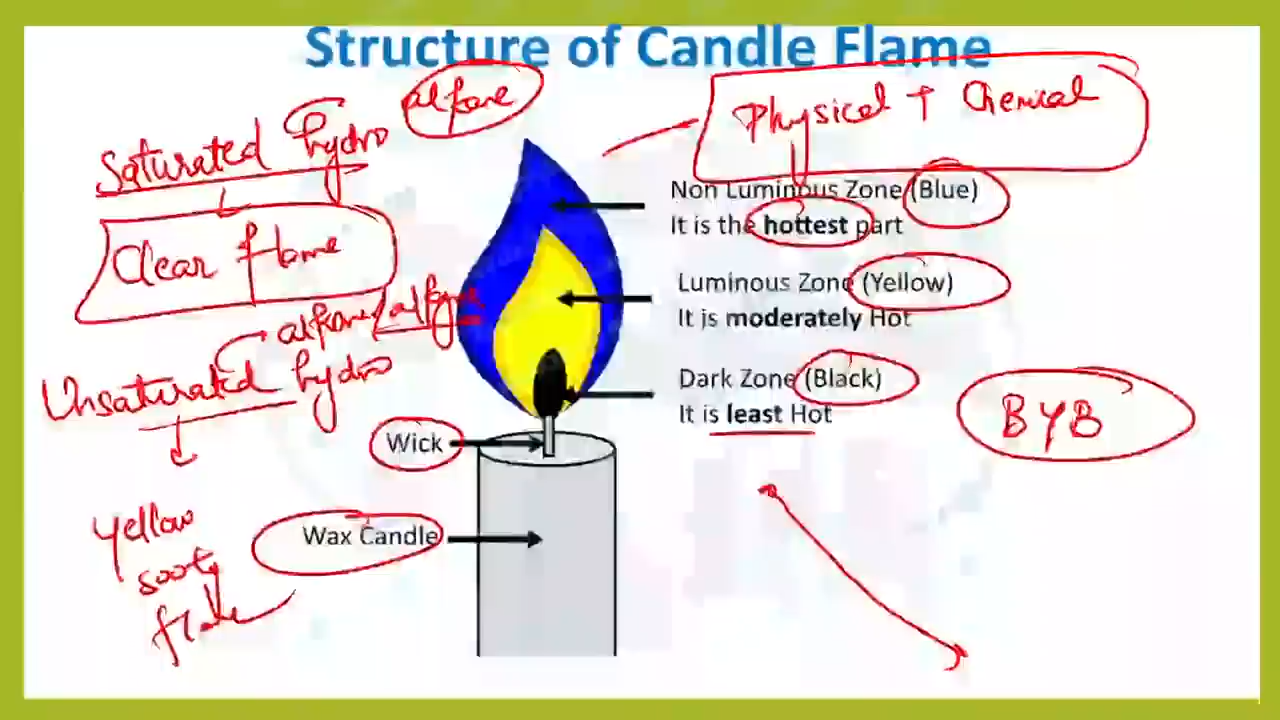 Structure of Candle Flame
alkane
Saturated hydro
Clear flame
alkene/alkyne
Unsaturated hydro
Yellow
sooty
flame
Physical + Chemical
Non Luminous Zone (Blue)
It is the hottest part
Luminous Zone (Yellow)
It is moderately Hot
Dark Zone (Black)
It is least Hot
BYB
Wick
Wax Candle